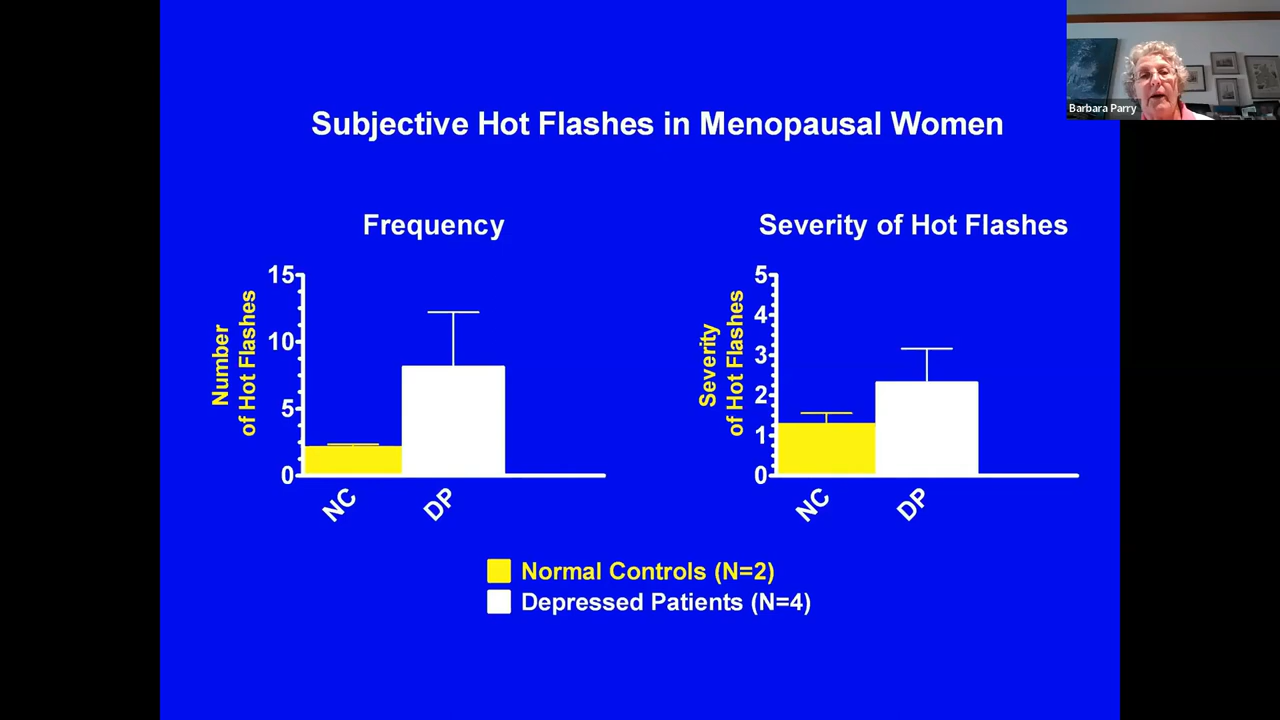 Barbara Parry
Subjective Hot Flashes in Menopausal Women
Frequency
Number
of Hot Flashes
15
10
5
0
NC
DP
Severity of Hot Flashes
Severity
of Hot Flashes
5
4
3
2
1
0
NC
DP
Normal Controls (N=2)
Depressed Patients (N=4)